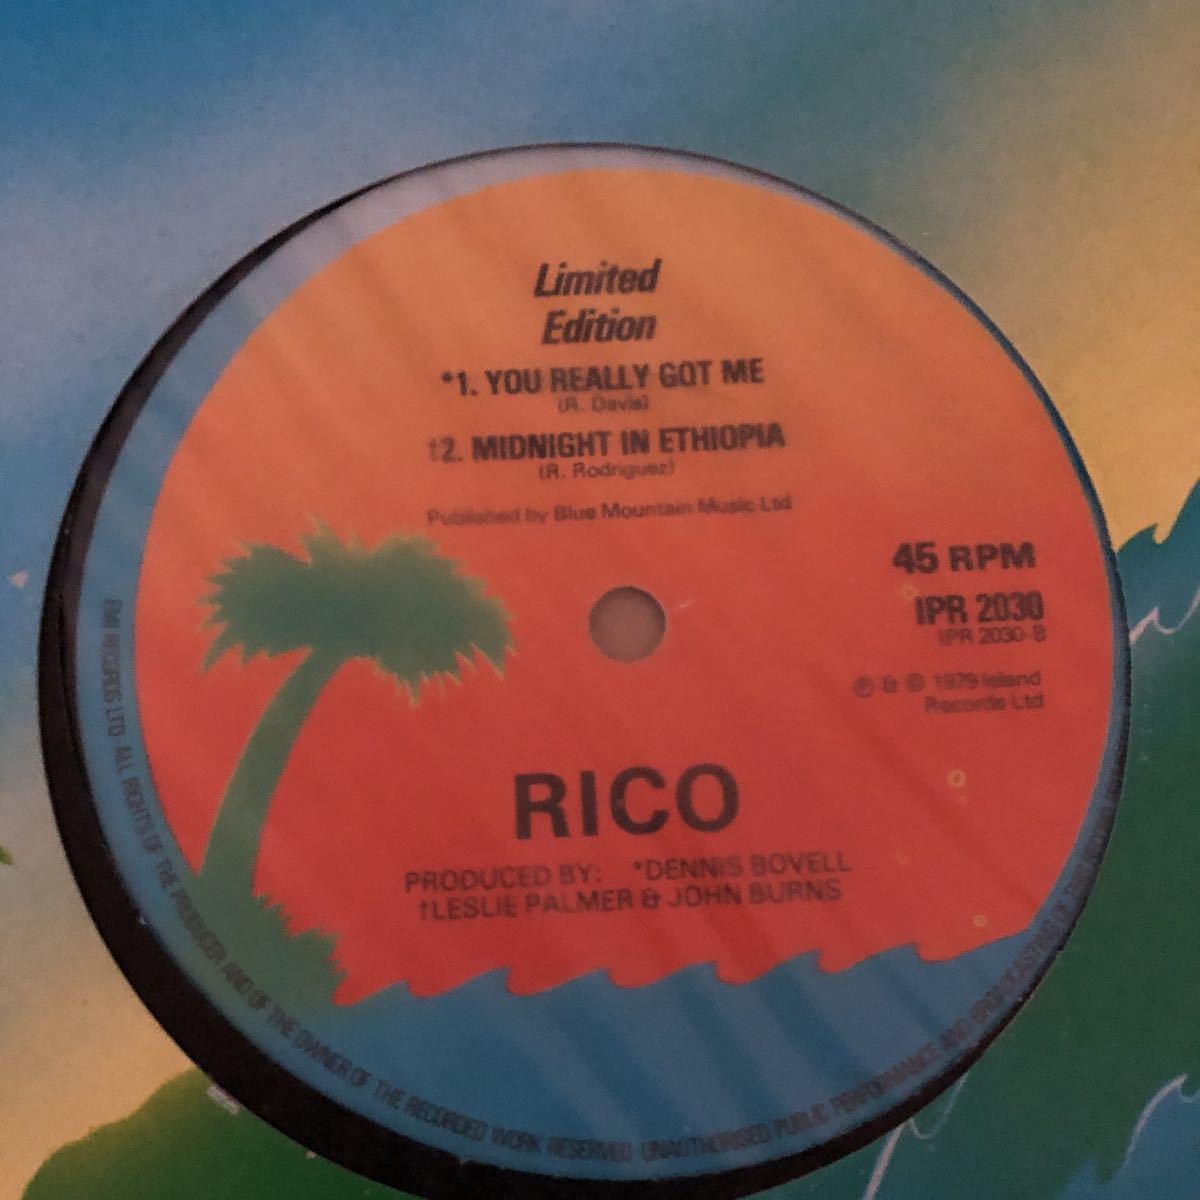 Limited
Edition
*1. YOU REALLY GOT ME
(R. Davis)
†2. MIDNIGHT IN ETHIOPIA
(R. Rodriguez)
Published by Blue Mountain Music Ltd
45 RPM
IPR 2030
IPR 2030-B
℗ & © 1979 Island
Records Ltd
RICO
PRODUCED BY: *DENNIS BOVELL
†LESLIE PALMER & JOHN BURNS
EMI RECORDS LTD · ALL RIGHTS OF THE PRODUCER AND OF THE OWNER OF THE RECORDED WORK RESERVED UNAUTHORISED PUBLIC PERFORMANCE AND BROADCASTING OF THIS